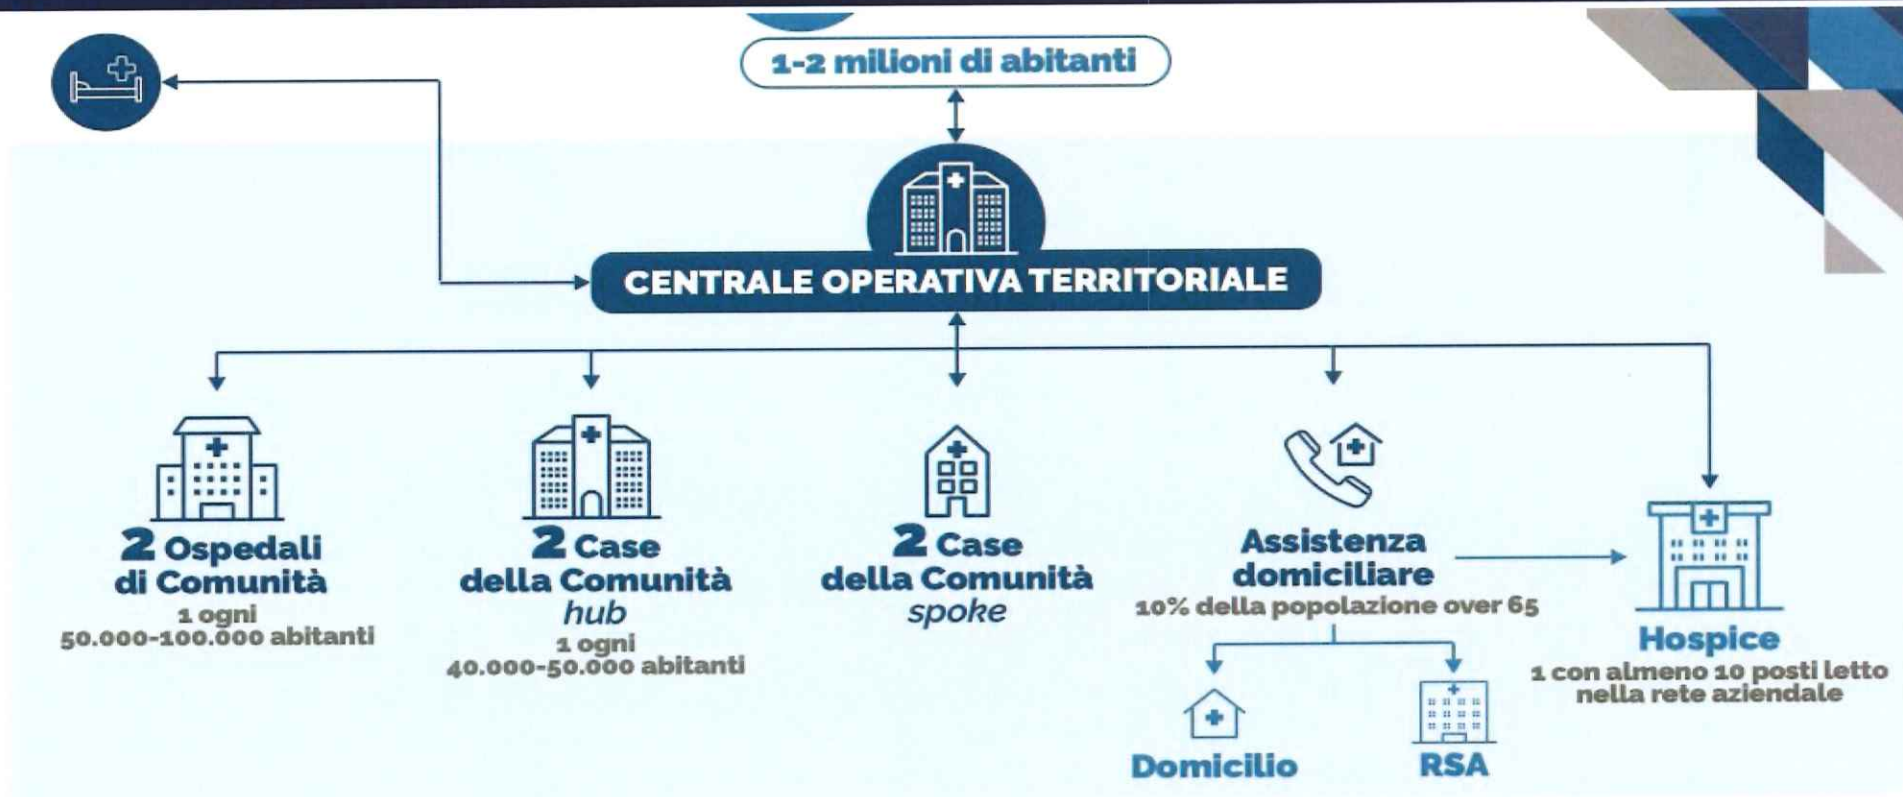 1-2 milioni di abitanti
CENTRALE OPERATIVA TERRITORIALE
2 Ospedali
di Comunità
1 ogni
50.000-100.000 abitanti
2 Case
della Comunità
hub
1 ogni
40.000-50.000 abitanti
2 Case
della Comunità
spoke
Assistenza
domiciliare
10% della popolazione over 65
Domicilio
RSA
Hospice
1 con almeno 10 posti letto
nella rete aziendale